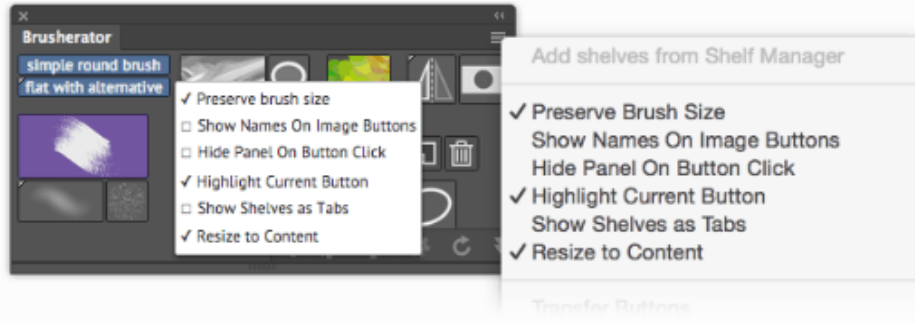 Brusherator
simple round brush
flat with alternative
✓ Preserve brush size
□ Show Names On Image Buttons
□ Hide Panel On Button Click
✓ Highlight Current Button
□ Show Shelves as Tabs
✓ Resize to Content
Add shelves from Shelf Manager
✓ Preserve Brush Size
Show Names On Image Buttons
Hide Panel On Button Click
✓ Highlight Current Button
Show Shelves as Tabs
✓ Resize to Content
Transfer Buttons